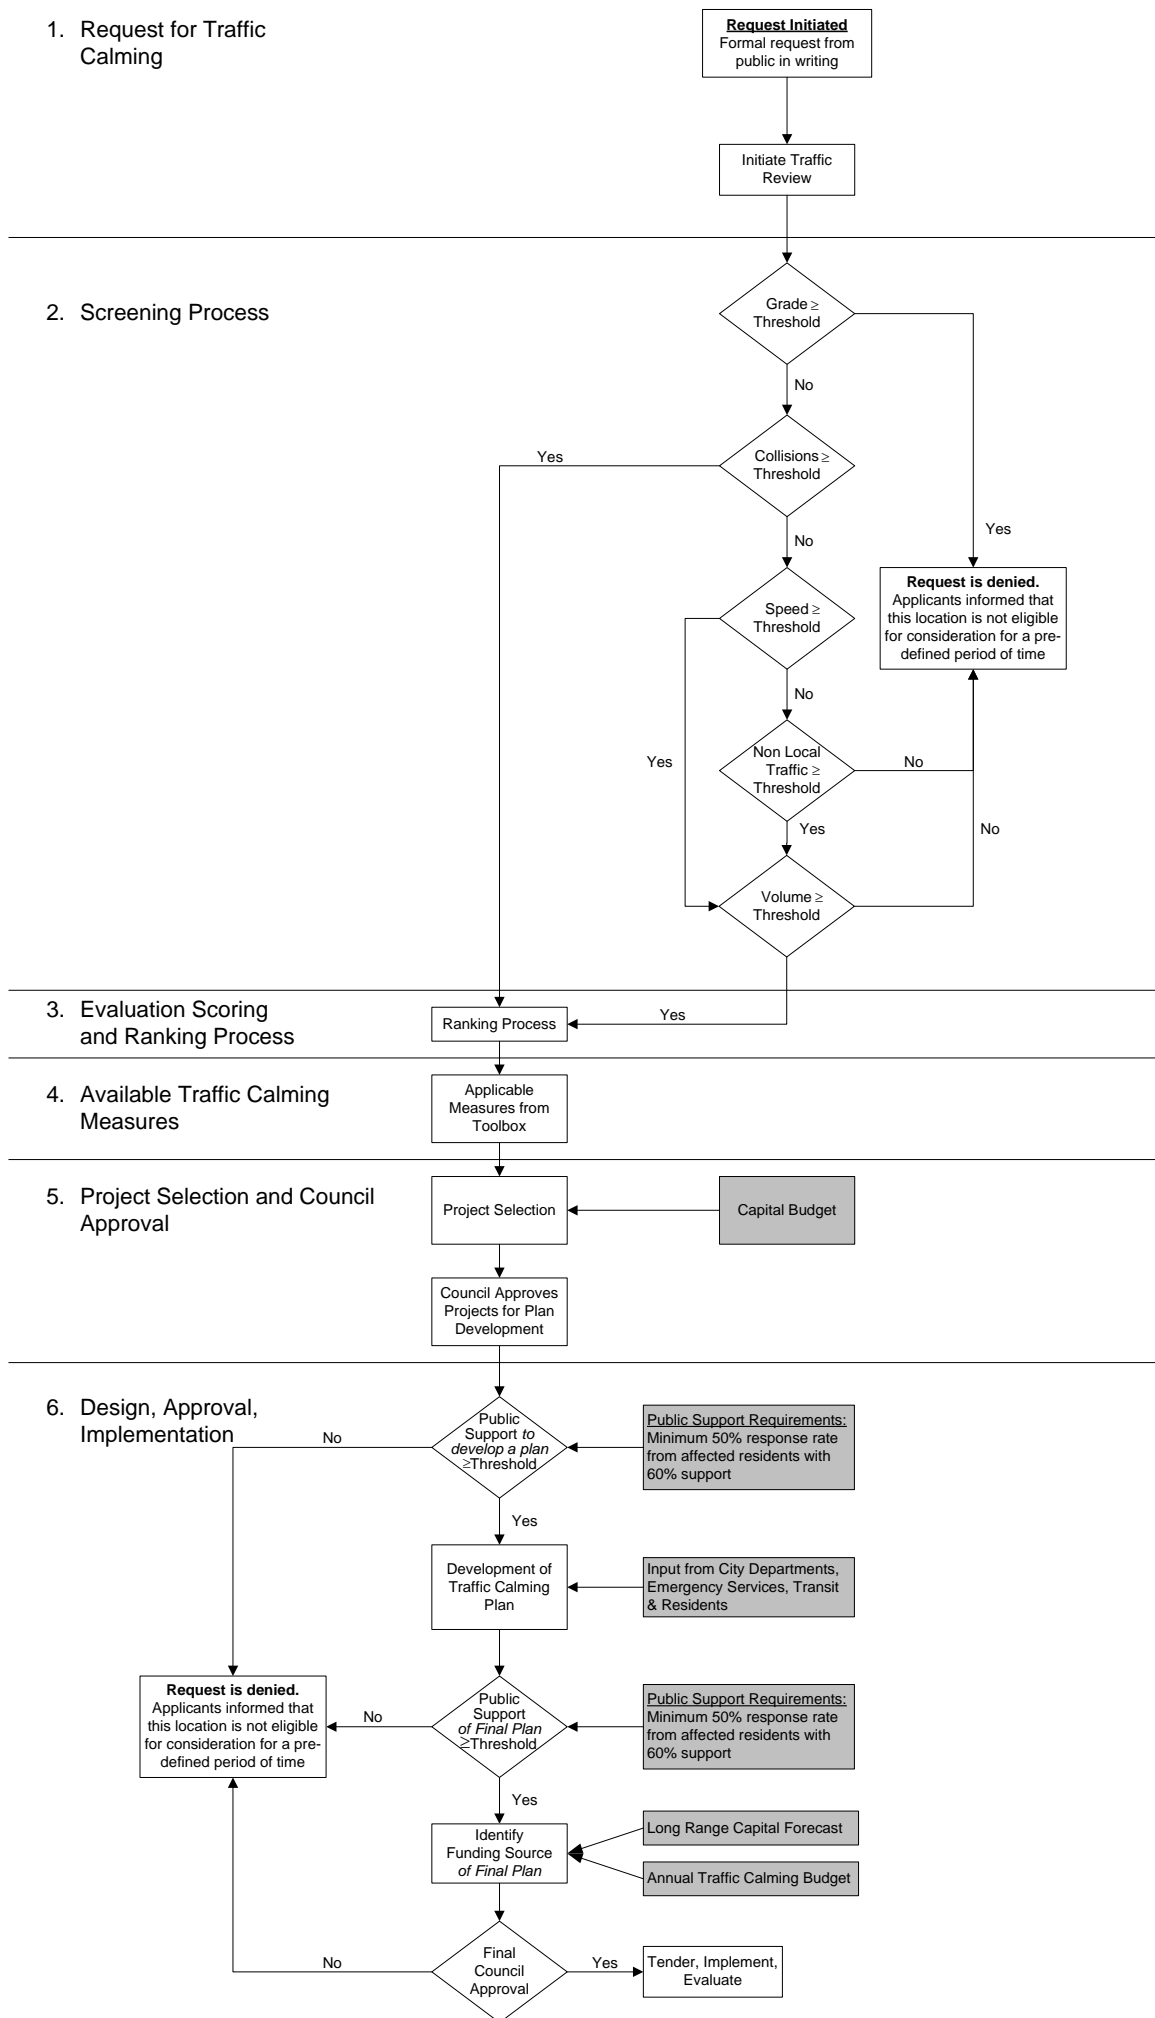 1. Request for Traffic
Calming
Request Initiated
Formal request from
public in writing
Initiate Traffic
Review
2. Screening Process
Grade ≥
Threshold
No
Collisions ≥
Threshold
Yes
No
Yes
Request is denied.
Applicants informed that
this location is not eligible
for consideration for a pre-
defined period of time
Speed ≥
Threshold
No
Yes
Non Local
Traffic ≥
Threshold
No
Yes
No
Volume ≥
Threshold
3. Evaluation Scoring
and Ranking Process
Ranking Process
Yes
4. Available Traffic Calming
Measures
Applicable
Measures from
Toolbox
5. Project Selection and Council
Approval
Project Selection
Capital Budget
Council Approves
Projects for Plan
Development
6. Design, Approval,
Implementation
No
Public
Support to
develop a plan
≥Threshold
Public Support Requirements:
Minimum 50% response rate
from affected residents with
60% support
Yes
Development of
Traffic Calming
Plan
Input from City Departments,
Emergency Services, Transit
& Residents
Request is denied.
Applicants informed that
this location is not eligible
for consideration for a pre-
defined period of time
No
Public
Support
of Final Plan
≥Threshold
Public Support Requirements:
Minimum 50% response rate
from affected residents with
60% support
Yes
Identify
Funding Source
of Final Plan
Long Range Capital Forecast
Annual Traffic Calming Budget
No
Final
Council
Approval
Yes
Tender, Implement,
Evaluate